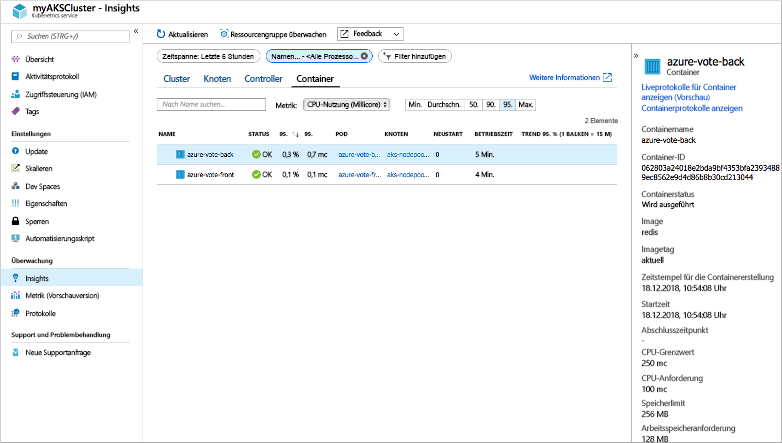 myAKSCluster - Insights
Kubenetrics service
Suchen (STRG+/)
Übersicht
Aktivitätsprotokoll
Zugriffssteuerung (IAM)
Tags
Einstellungen
Update
Skalieren
Dev Spaces
Eigenschaften
Sperren
Automatisierungsskript
Überwachung
Insights
Metrik (Vorschauversion)
Protokolle
Support und Problembehandlung
Neue Supportanfrage
Aktualisieren
Ressourcengruppe überwachen
Feedback
Zeitspanne: Letzte 6 Stunden
Namen... - <Alle Prozesso...
Filter hinzufügen
Cluster Knoten Controller Container
Weitere Informationen
Nach Name suchen...
Metrik: CPU-Nutzung (Millicore)
Min. Durchschn. 50. 90. 95. Max.
2 Elemente
NAME STATUS 95. ↑↓ 95. POD KNOTEN NEUSTART BETRIEBSZEIT TREND 95. % (1 BALKEN = 15 M)
azure-vote-back OK 0,3 % 0,7 mc azure-vote-b... aks-nodepoo... 0 5 Min.
azure-vote-front OK 0,1 % 0,1 mc azure-vote-fr... aks-nodepoo... 0 4 Min.
azure-vote-back
Container
Liveprotokolle für Container
anzeigen (Vorschau)
Containerprotokolle anzeigen
Containername
azure-vote-back
Container-ID
062803a24018e2bda9bf4353bfa2393488
9ec8562e9d4d86b8b30cd213044
Containerstatus
Wird ausgeführt
Image
redis
Imagetag
aktuell
Zeitstempel für die Containererstellung
18.12.2018, 10:54:08 Uhr
Startzeit
18.12.2018, 10:54:08 Uhr
Abschlusszeitpunkt
-
CPU-Grenzwert
250 mc
CPU-Anforderung
100 mc
Speicherlimit
256 MB
Arbeitsspeicheranforderung
128 MB